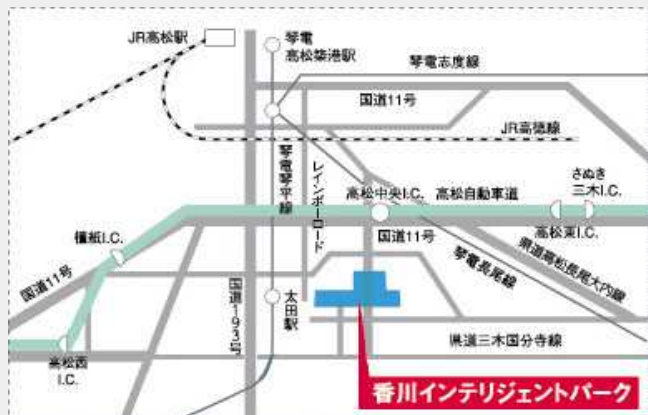 JR高松駅
琴電
高松築港駅
琴電志度線
国道11号
JR高徳線
琴電琴平線
レインボーロード
高松中央I.C.
高松自動車道
さぬき
三木I.C.
国道11号
高松東I.C.
檀紙I.C.
国道11号
国道193号
太田駅
琴電長尾線
県道高松長尾大内線
県道三木国分寺線
高松西
I.C.
香川インテリジェントパーク